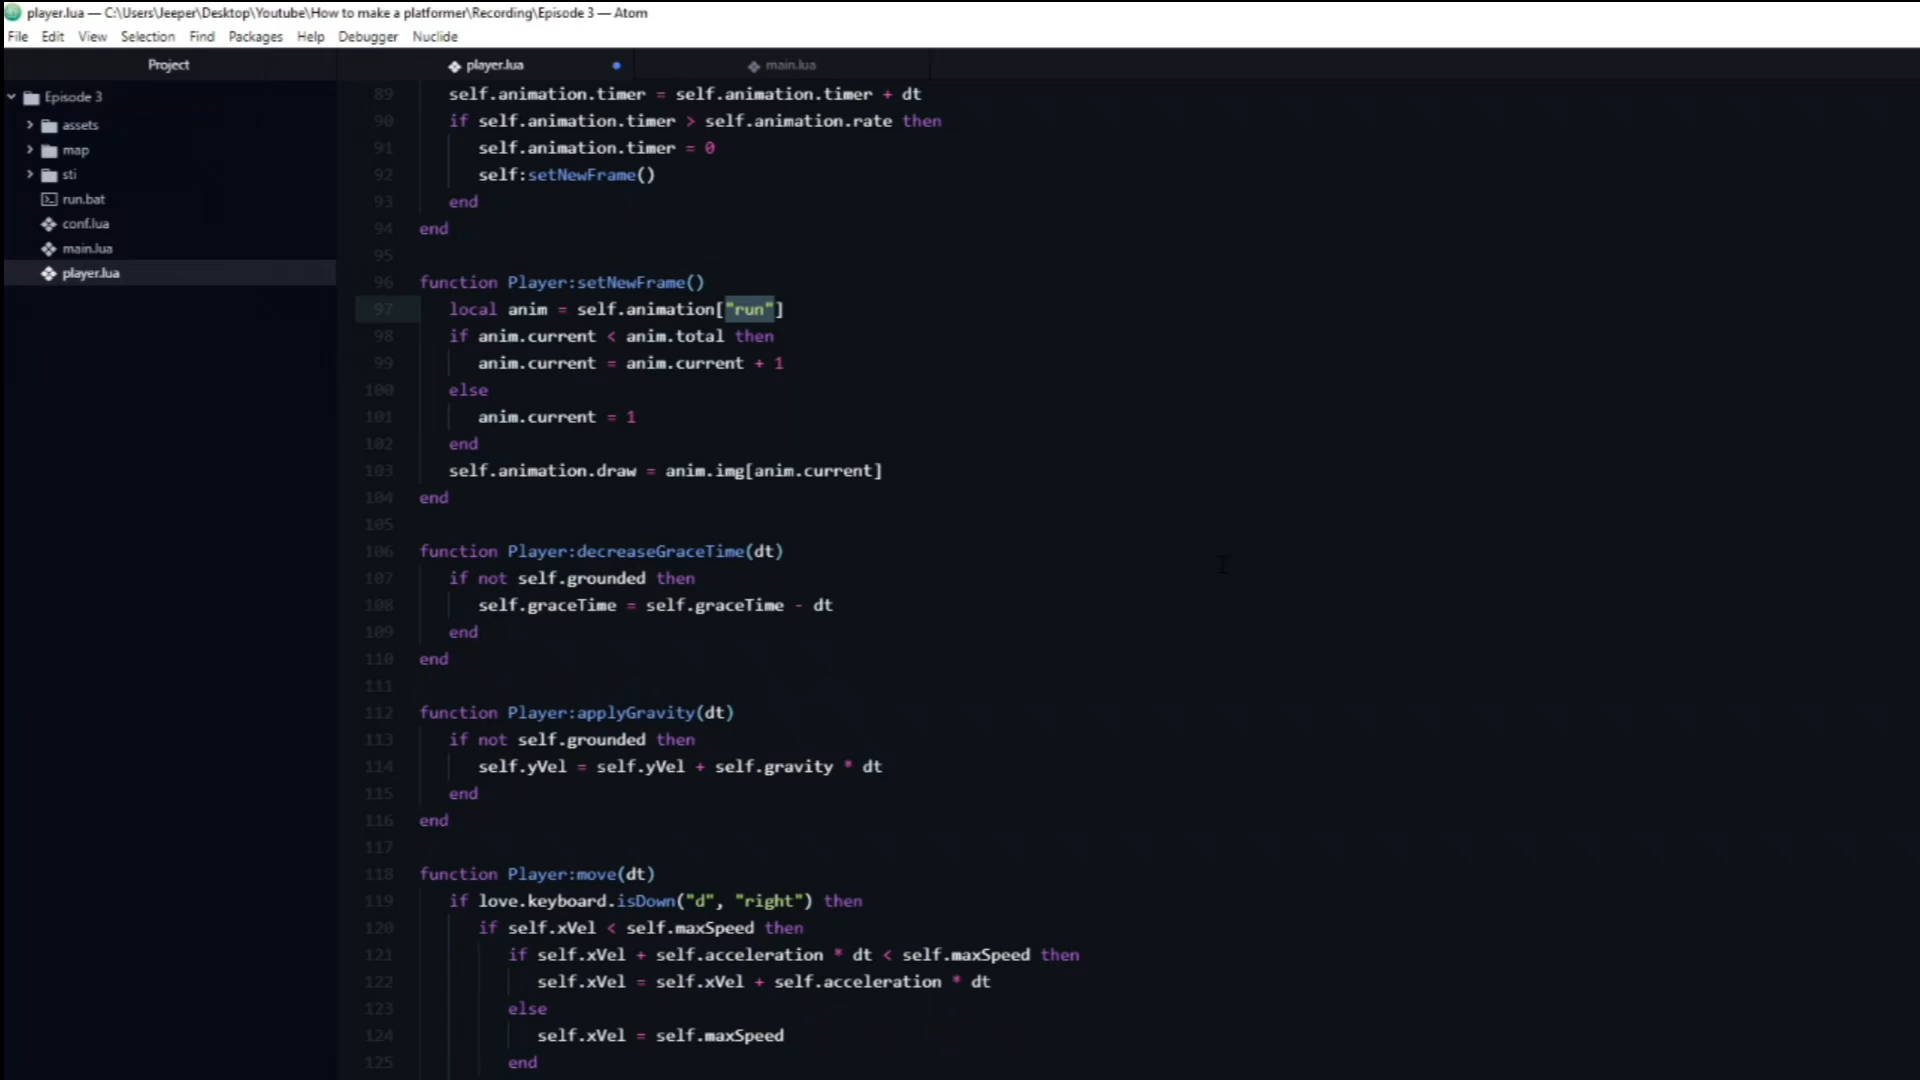 player.lua — C:\Users\Jeeper\Desktop\Youtube\How to make a platformer\Recording\Episode 3 — Atom
File Edit View Selection Find Packages Help Debugger Nuclide
Project
player.lua
main.lua
Episode 3
assets
map
sti
run.bat
conf.lua
main.lua
player.lua
89 self.animation.timer = self.animation.timer + dt
90 if self.animation.timer > self.animation.rate then
91 self.animation.timer = 0
92 self:setNewFrame()
93 end
94 end
95
96 function Player:setNewFrame()
97 local anim = self.animation["run"]
98 if anim.current < anim.total then
99 anim.current = anim.current + 1
100 else
101 anim.current = 1
102 end
103 self.animation.draw = anim.img[anim.current]
104 end
105
106 function Player:decreaseGraceTime(dt)
107 if not self.grounded then
108 self.graceTime = self.graceTime - dt
109 end
110 end
111
112 function Player:applyGravity(dt)
113 if not self.grounded then
114 self.yVel = self.yVel + self.gravity * dt
115 end
116 end
117
118 function Player:move(dt)
119 if love.keyboard.isDown("d", "right") then
120 if self.xVel < self.maxSpeed then
121 if self.xVel + self.acceleration * dt < self.maxSpeed then
122 self.xVel = self.xVel + self.acceleration * dt
123 else
124 self.xVel = self.maxSpeed
125 end